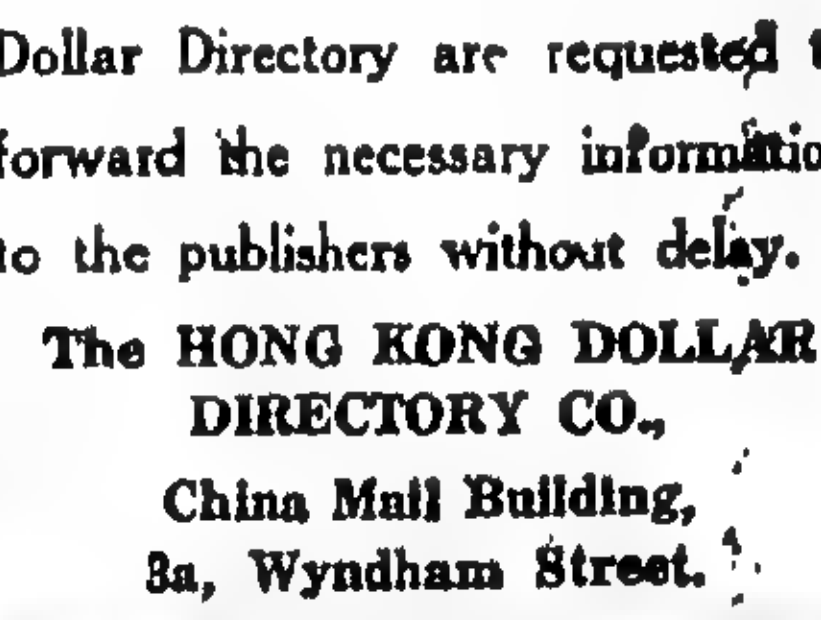 Dollar Directory are requested t
forward the necessary informatio
to the publishers without delay.
The HONG KONG DOLLAR
DIRECTORY CO.,
China Mail Building,
3a, Wyndham Street.